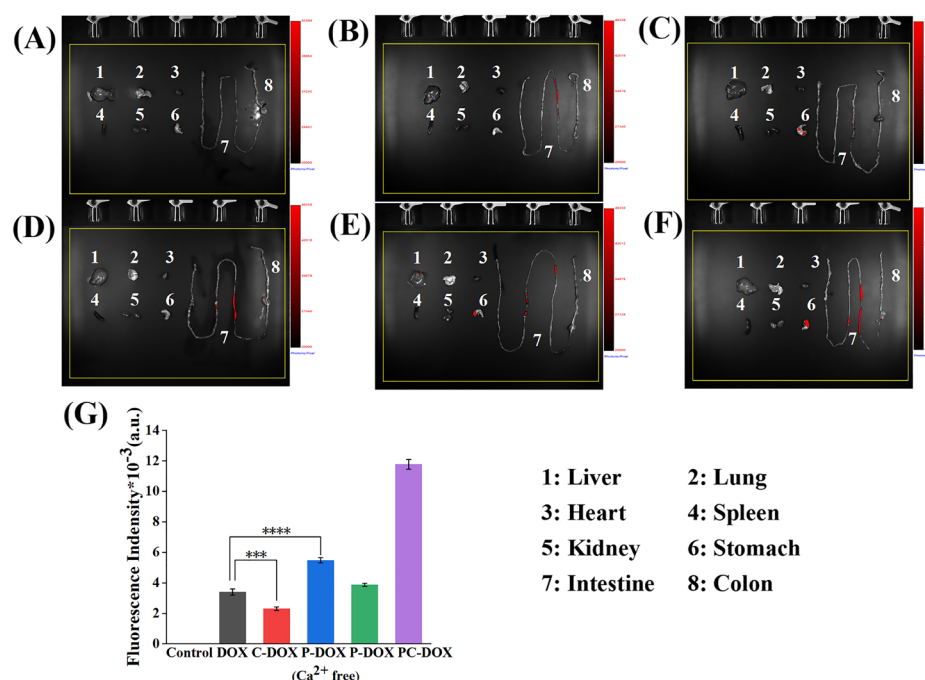 (A)
1 2 3
4 5 6
7
8
(B)
1 2 3
4 5 6
7
8
(C)
1 2 3
4 5 6
7
8
(D)
1 2 3
4 5 6
7
8
(E)
1 2 3
4 5 6
7
8
(F)
1 2 3
4 5 6
7
8
(G)
Fluorescence Indensity*10⁻³(a.u.)
14
12
10
8
6
4
2
0
****
***
Control DOX C-DOX P-DOX P-DOX PC-DOX
(Ca²⁺ free)
1: Liver 2: Lung
3: Heart 4: Spleen
5: Kidney 6: Stomach
7: Intestine 8: Colon